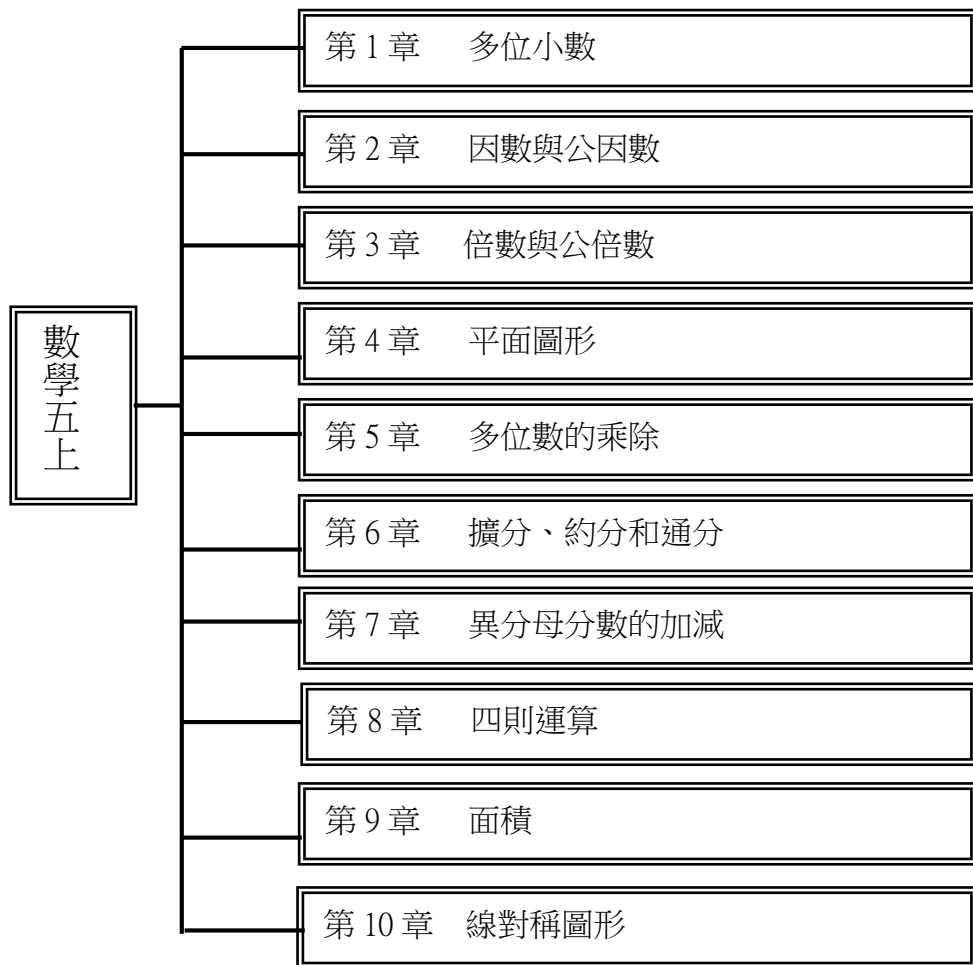 數學五上
第 1 章 多位小數
第 2 章 因數與公因數
第 3 章 倍數與公倍數
第 4 章 平面圖形
第 5 章 多位數的乘除
第 6 章 擴分、約分和通分
第 7 章 異分母分數的加減
第 8 章 四則運算
第 9 章 面積
第 10 章 線對稱圖形